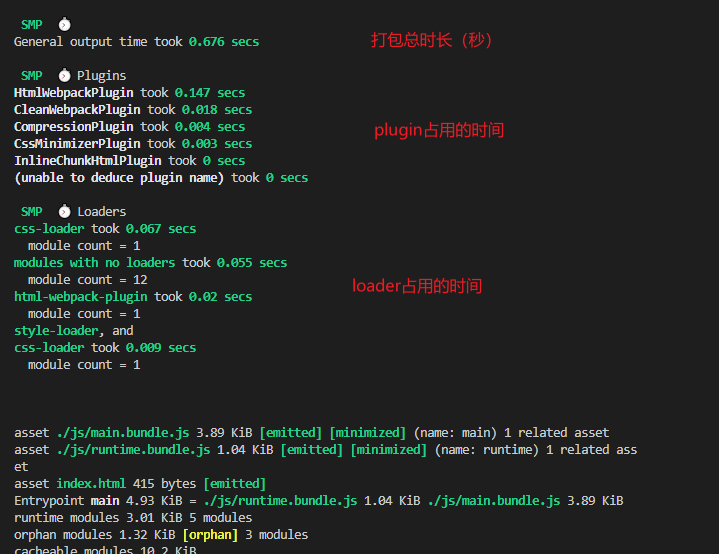 SMP ⏱
General output time took 0.676 secs
打包总时长（秒）
SMP ⏱ Plugins
HtmlWebpackPlugin took 0.147 secs
CleanWebpackPlugin took 0.018 secs
CompressionPlugin took 0.004 secs
plugin占用的时间
CssMinimizerPlugin took 0.003 secs
InlineChunkHtmlPlugin took 0 secs
(unable to deduce plugin name) took 0 secs
SMP ⏱ Loaders
css-loader took 0.067 secs
module count = 1
modules with no loaders took 0.055 secs
module count = 12
loader占用的时间
html-webpack-plugin took 0.02 secs
module count = 1
style-loader, and
css-loader took 0.009 secs
module count = 1
asset ./js/main.bundle.js 3.89 KiB [emitted] [minimized] (name: main) 1 related asset
asset ./js/runtime.bundle.js 1.04 KiB [emitted] [minimized] (name: runtime) 1 related ass
et
asset index.html 415 bytes [emitted]
Entrypoint main 4.93 KiB = ./js/runtime.bundle.js 1.04 KiB ./js/main.bundle.js 3.89 KiB
runtime modules 3.01 KiB 5 modules
orphan modules 1.32 KiB [orphan] 3 modules
cacheable modules 10.2 KiB